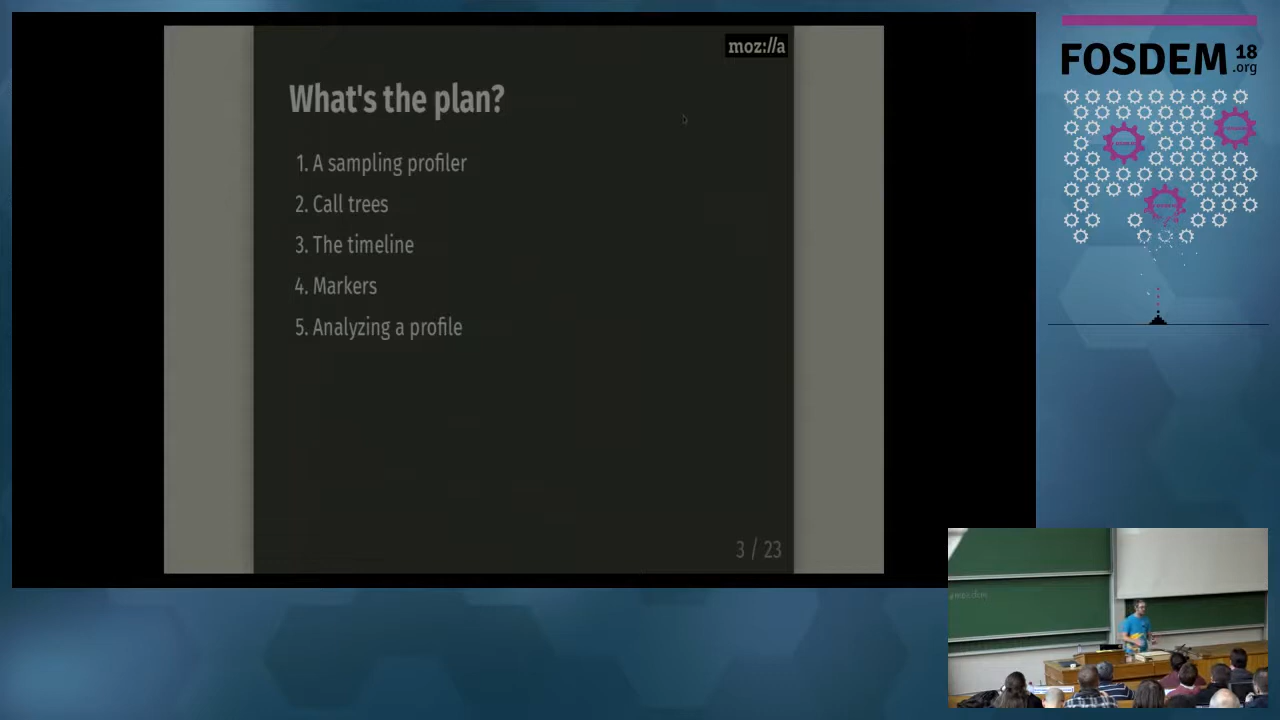 moz://a
What's the plan?
1. A sampling profiler
2. Call trees
3. The timeline
4. Markers
5. Analyzing a profile
3 / 23
FOSDEM 18
.org